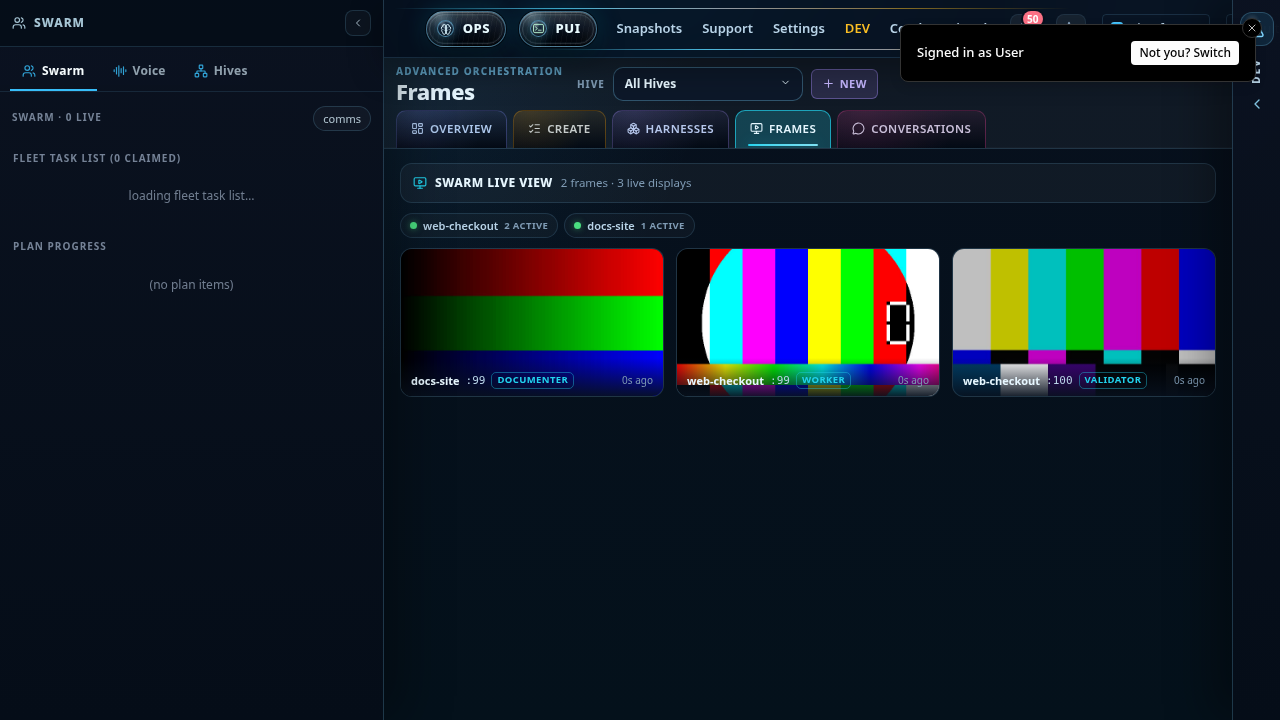 SWARM
Swarm Voice Hives
SWARM · 0 LIVE comms
FLEET TASK LIST (0 CLAIMED)
loading fleet task list...
PLAN PROGRESS
(no plan items)
OPS PUI Snapshots Support Settings DEV
50
Signed in as User Not you? Switch
DEV
ADVANCED ORCHESTRATION
Frames
HIVE All Hives NEW
OVERVIEW CREATE HARNESSES FRAMES CONVERSATIONS
SWARM LIVE VIEW 2 frames · 3 live displays
web-checkout 2 ACTIVE docs-site 1 ACTIVE
docs-site :99 DOCUMENTER 0s ago
web-checkout :99 WORKER 0s ago
web-checkout :100 VALIDATOR 0s ago